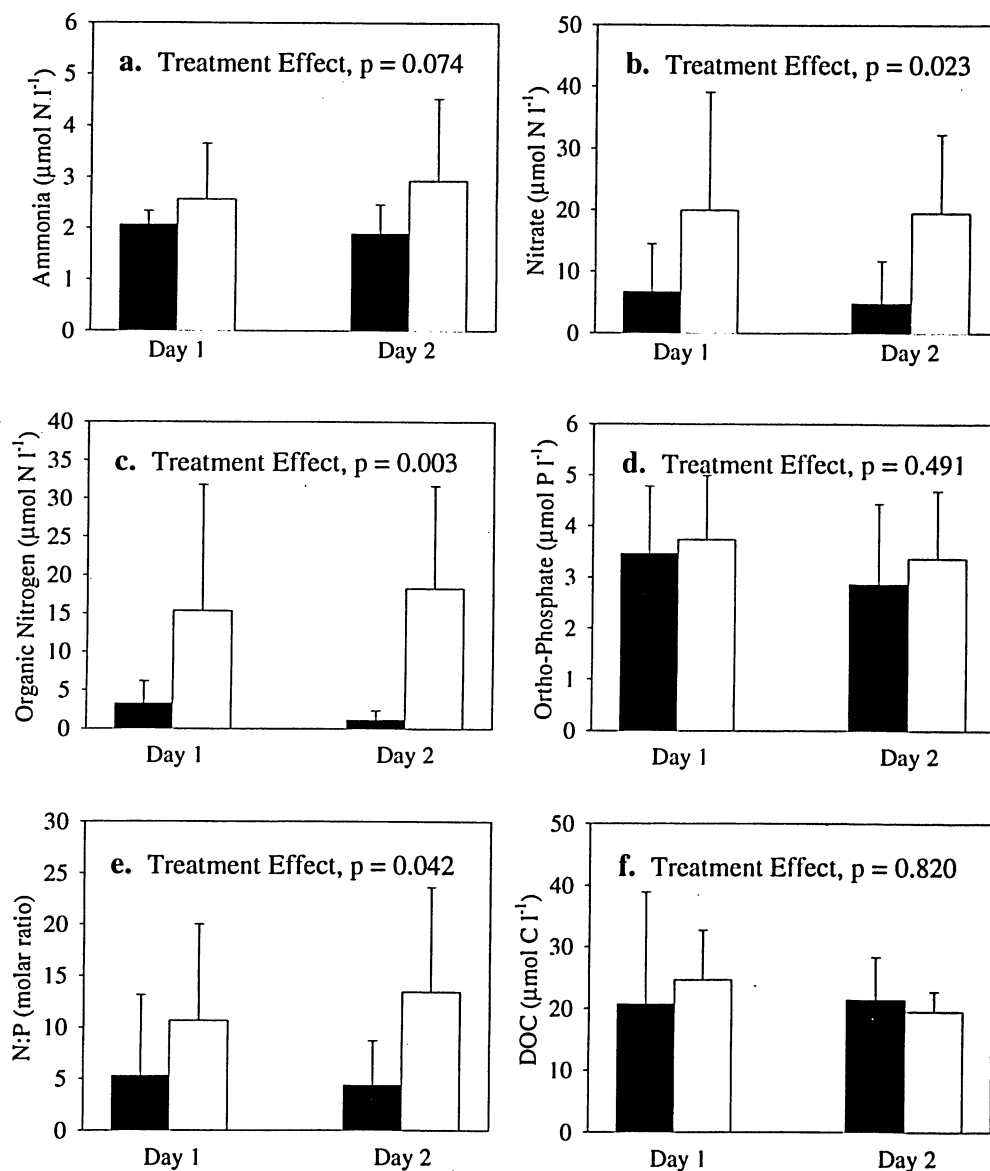 a. Treatment Effect, p = 0.074
Ammonia (µmol N l⁻¹)
6
5
4
3
2
1
0
Day 1
Day 2
b. Treatment Effect, p = 0.023
Nitrate (µmol N l⁻¹)
50
40
30
20
10
0
Day 1
Day 2
c. Treatment Effect, p = 0.003
Organic Nitrogen (µmol N l⁻¹)
40
35
30
25
20
15
10
5
0
Day 1
Day 2
d. Treatment Effect, p = 0.491
Ortho-Phosphate (µmol P l⁻¹)
6
5
4
3
2
1
0
Day 1
Day 2
e. Treatment Effect, p = 0.042
N:P (molar ratio)
30
25
20
15
10
5
0
Day 1
Day 2
f. Treatment Effect, p = 0.820
DOC (µmol C l⁻¹)
50
40
30
20
10
0
Day 1
Day 2